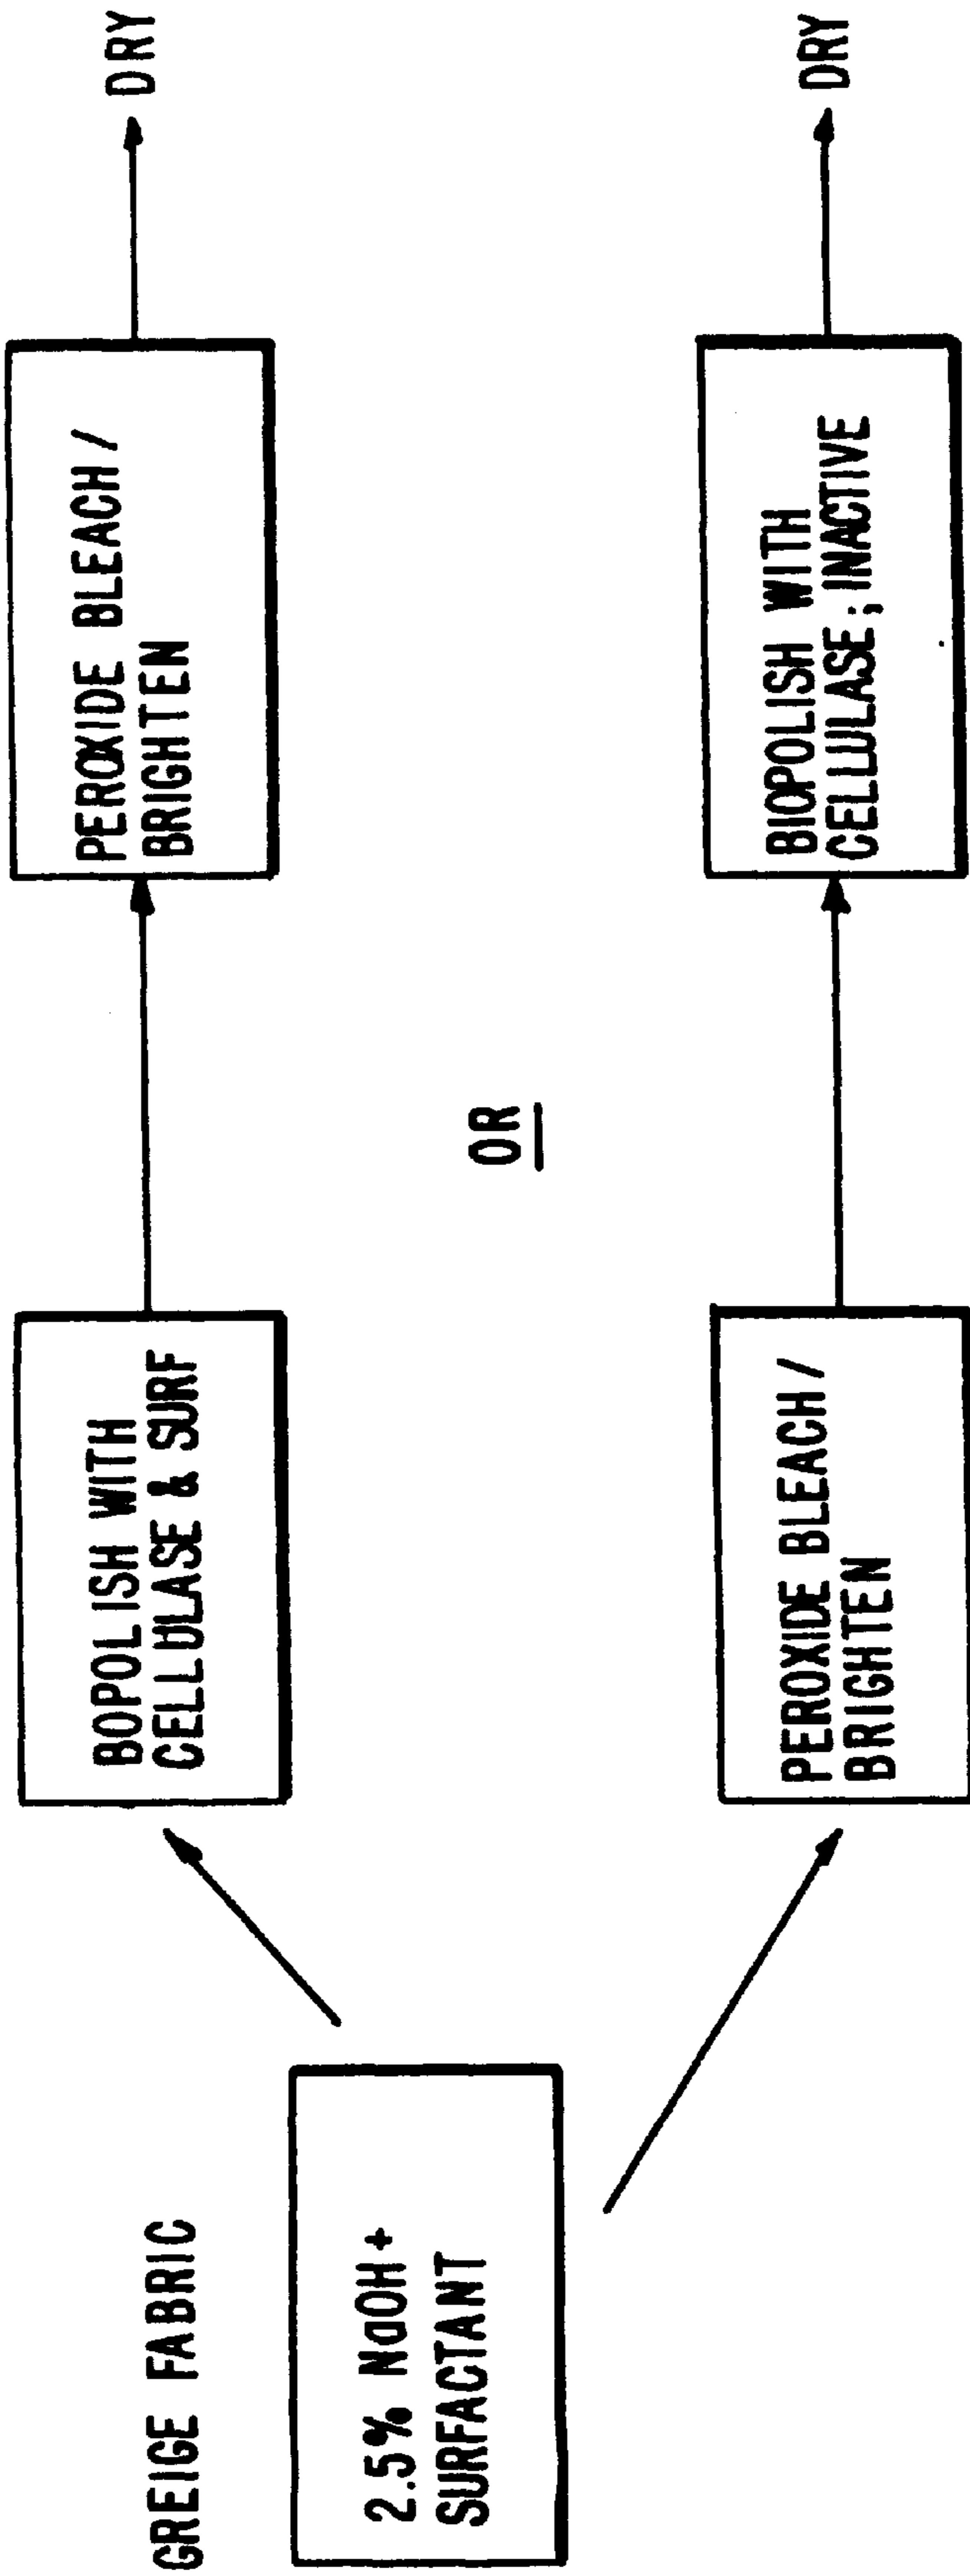 GREIGE FABRIC
2.5% NaOH+
SURFACTANT
BOPOLISH WITH
CELLULASE & SURF
PEROXIDE BLEACH /
BRIGHTEN
DRY
OR
PEROXIDE BLEACH /
BRIGHTEN
BIOPOLISH WITH
CELLULASE; INACTIVE
DRY